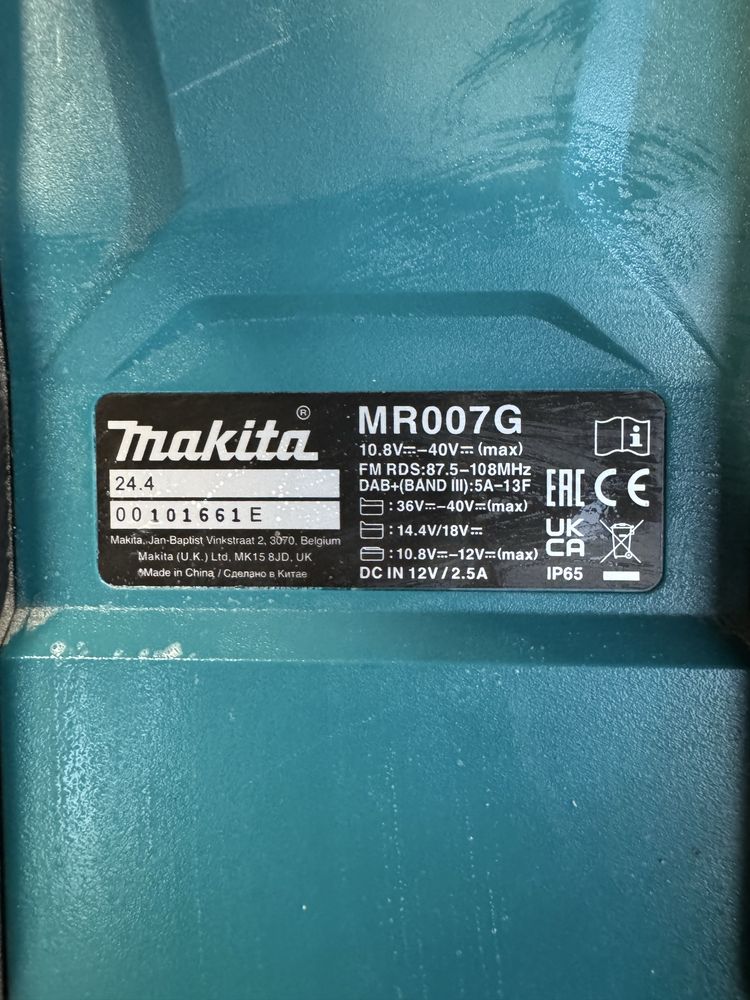 makita®
24.4
00101661E
Makita, Jan-Baptist Vinkstraat 2, 3070, Belgium
Makita (U.K.) Ltd, MK15 8JD, UK
*Made in China / Сделано в Китае
MR007G
10.8V⎓–40V⎓(max)
FM RDS:87.5–108MHz
DAB+(BAND III):5A–13F
: 36V⎓–40V⎓(max)
: 14.4V/18V⎓
: 10.8V⎓–12V⎓(max)
DC IN 12V / 2.5A
i
EAC CE
UK
CA
IP65